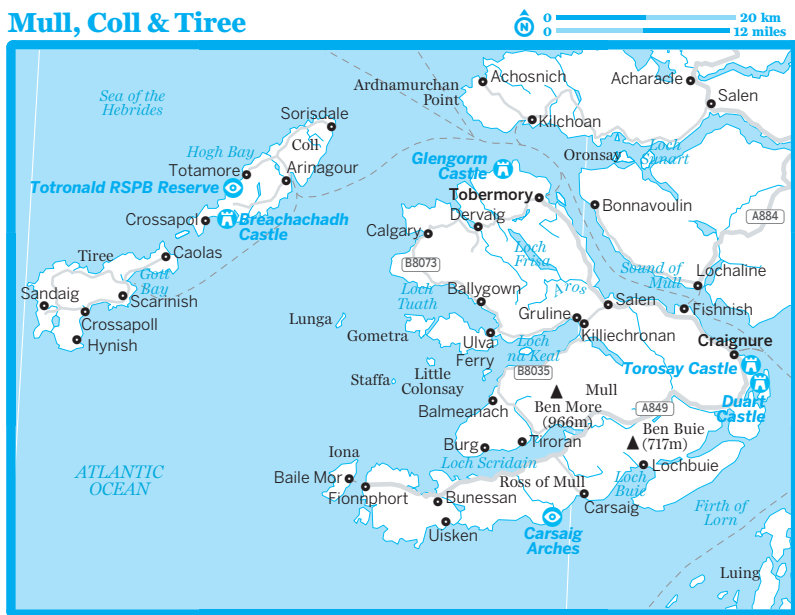 Mull, Coll & Tiree
N
0 20 km
0 12 miles
Sea of the
Hebrides
Ardnamurchan
Point
Achosnich
Acharacle
Salen
Kilchoan
Sorisdale
Coll
Hogh Bay
Totamore
Arinagour
Totronald RSPB Reserve
Glengorm
Castle
Oronsay
Loch
Sunart
Tobermory
Bonnavoulin
A884
Crossapol
Breachachadh
Castle
Dervaig
Calgary
Loch
Frisa
B8073
Tiree
Caolas
Gott
Bay
Sound of
Mull
Lochaline
Sandaig
Scarinish
Loch
Tuath
Ballygown
Aros
Salen
Fishnish
Crossapoll
Hynish
Lunga
Gometra
Gruline
Killiechronan
Ulva
Ferry
Loch
na Keal
Craignure
Staffa
Little
Colonsay
B8035
Torosay Castle
Mull
Duart
Castle
Balmeanach
Ben More
(966m)
A849
Ben Buie
(717m)
Burg
Tiroran
Iona
Loch Scridain
Lochbuie
ATLANTIC
OCEAN
Baile Mor
Fionnphort
Bunessan
Ross of Mull
Loch
Buie
Carsaig
Firth of
Lorn
Uisken
Carsaig
Arches
Luing